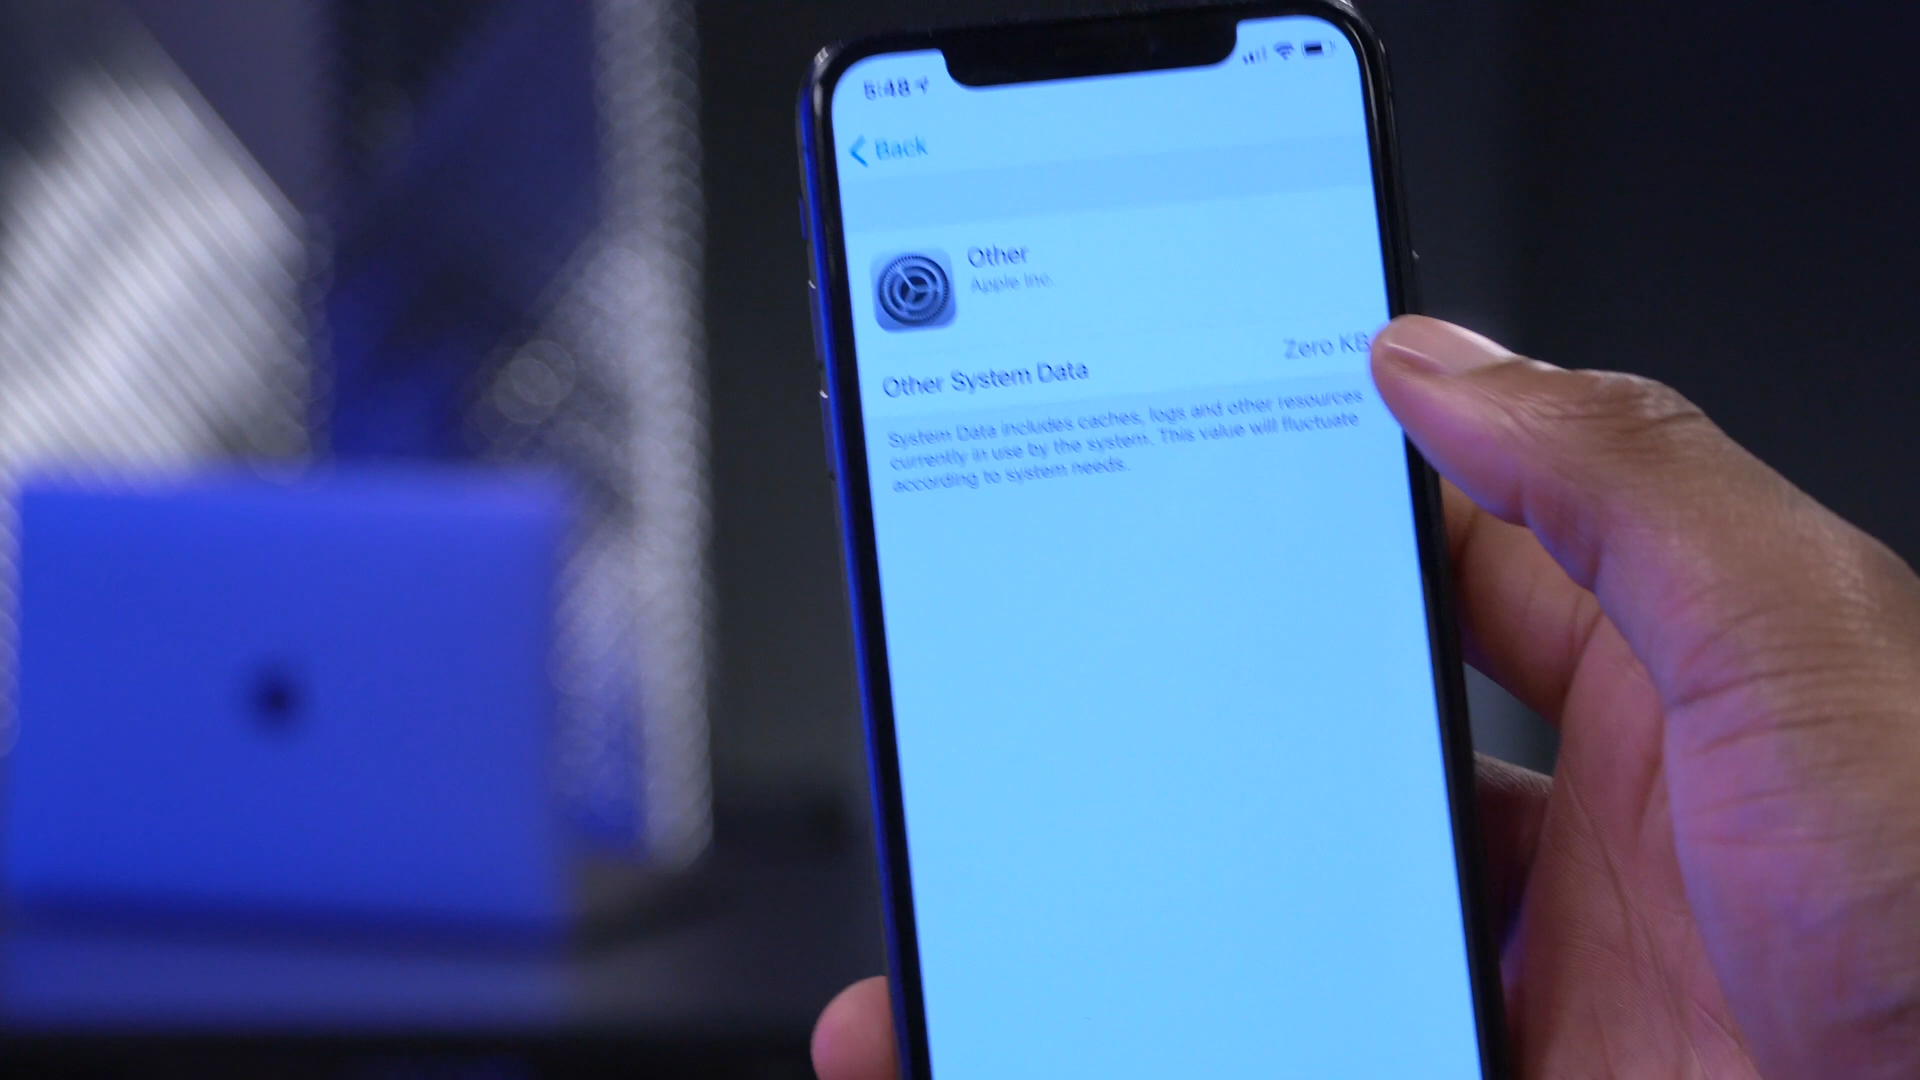 5:48
Back
Other
Apple Inc.
Other System Data
Zero KB
System Data includes caches, logs and other resources
currently in use by the system. This value will fluctuate
according to system needs.